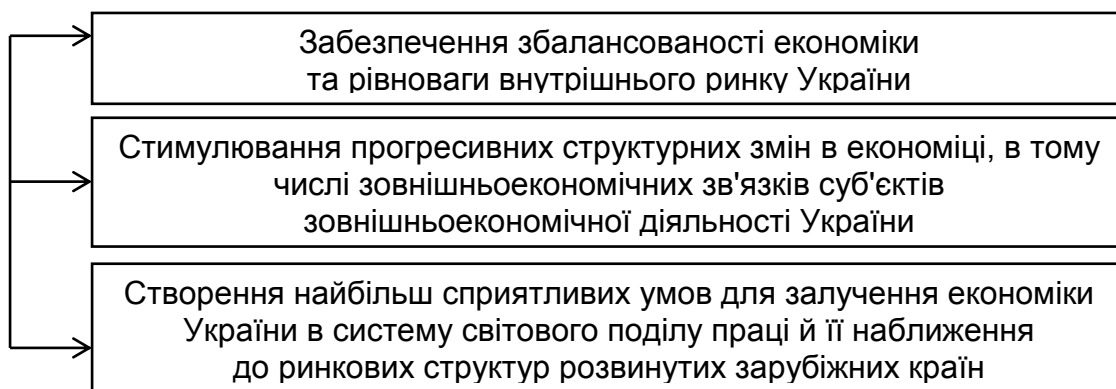 Забезпечення збалансованості економіки
та рівноваги внутрішнього ринку України
Стимулювання прогресивних структурних змін в економіці, в тому
числі зовнішньоекономічних зв'язків суб'єктів
зовнішньоекономічної діяльності України
Створення найбільш сприятливих умов для залучення економіки
України в систему світового поділу праці й її наближення
до ринкових структур розвинутих зарубіжних країн